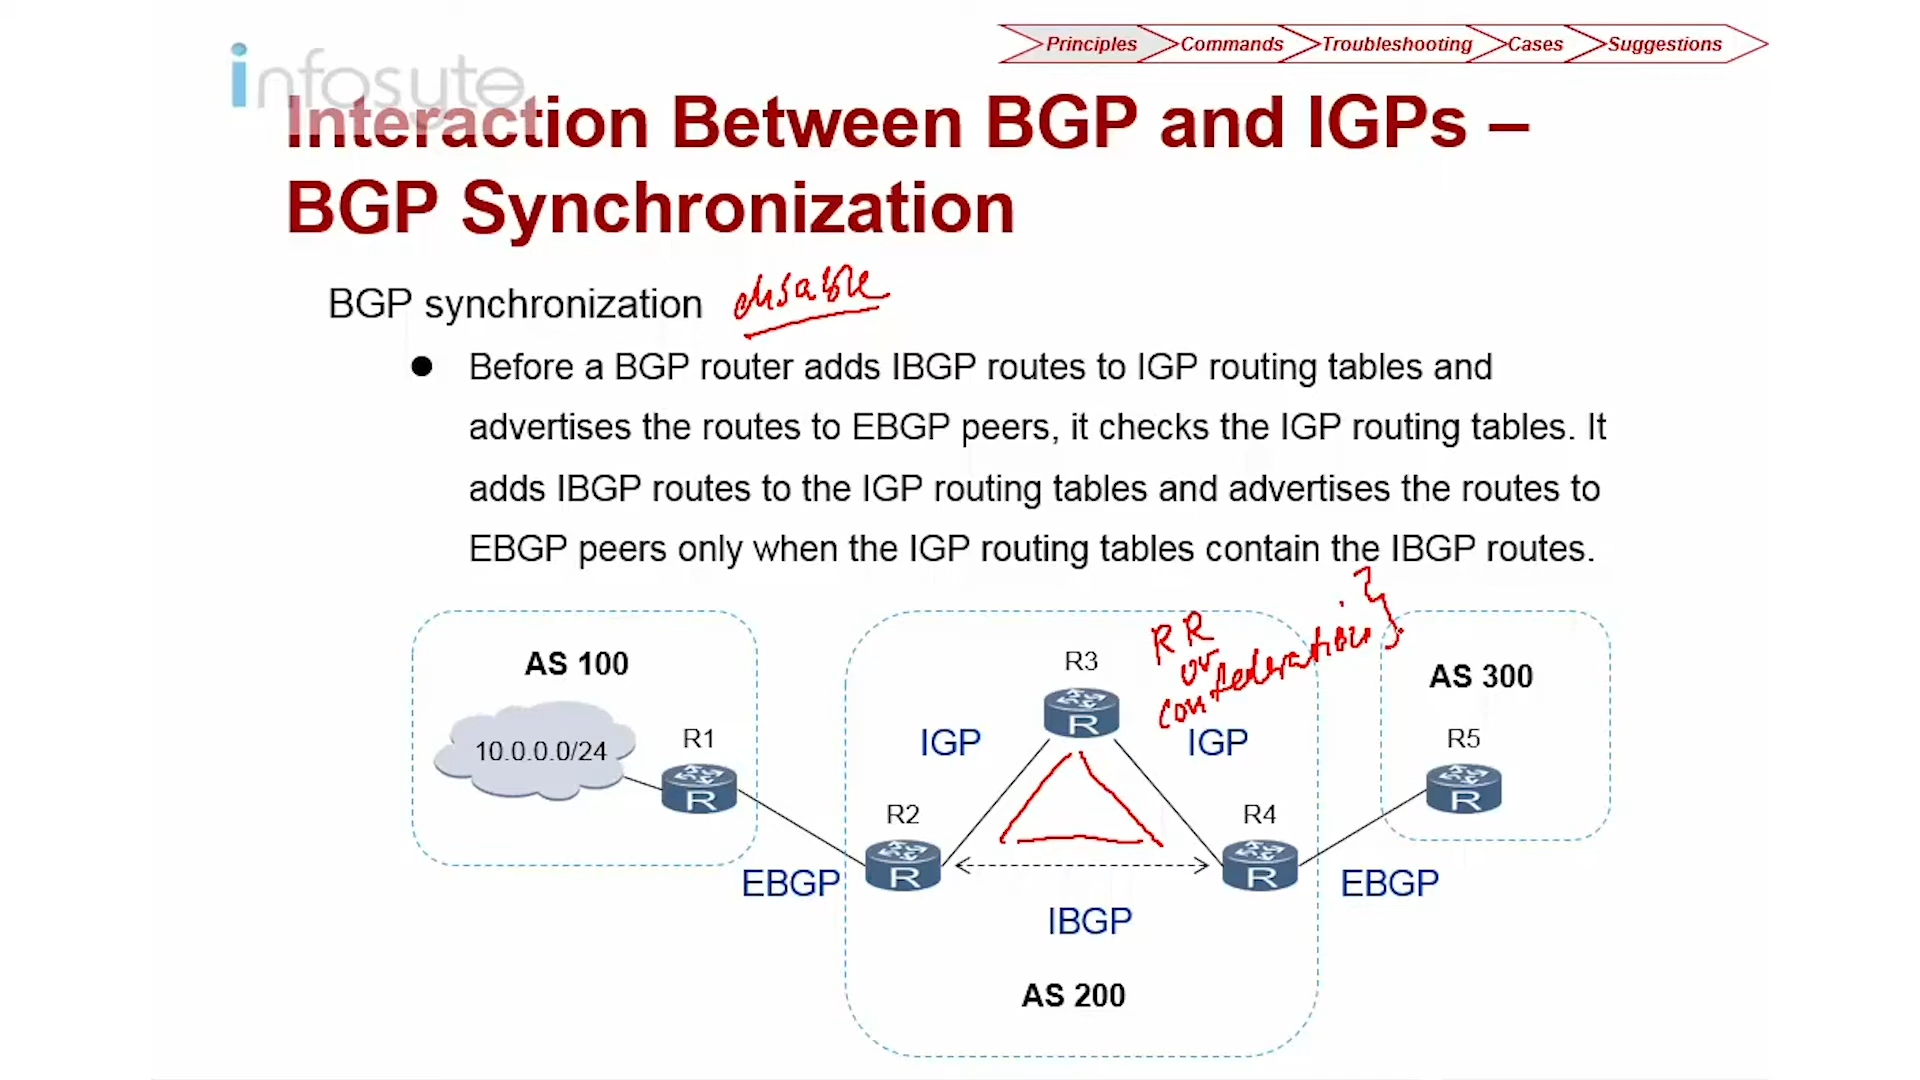 Principles Commands Troubleshooting Cases Suggestions
infosyte
Interaction Between BGP and IGPs –
BGP Synchronization
BGP synchronization disable
● Before a BGP router adds IBGP routes to IGP routing tables and
advertises the routes to EBGP peers, it checks the IGP routing tables. It
adds IBGP routes to the IGP routing tables and advertises the routes to
EBGP peers only when the IGP routing tables contain the IBGP routes.
AS 100
10.0.0.0/24
R1
R
EBGP
R3
R
RR
or
confederation
IGP
IGP
R2
R
R4
R
IBGP
AS 200
AS 300
R5
R
EBGP